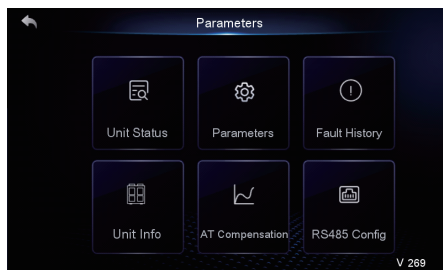 Parameters
Unit Status
Parameters
Fault History
Unit Info
AT Compensation
RS485 Config
V 269